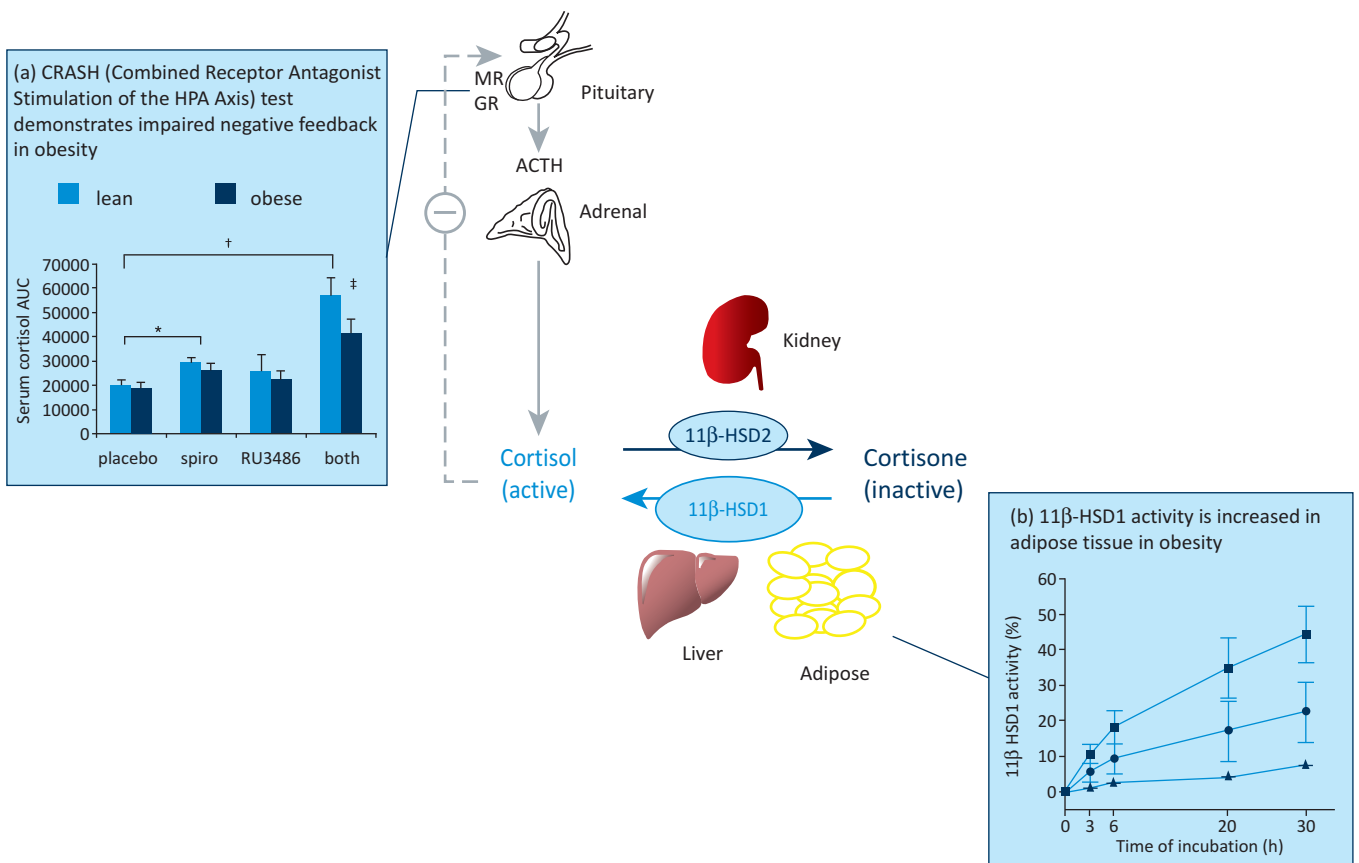 (a) CRASH (Combined Receptor Antagonist
Stimulation of the HPA Axis) test
demonstrates impaired negative feedback
in obesity
lean
obese
†
‡
*
Serum cortisol AUC
70000
60000
50000
40000
30000
20000
10000
0
placebo spiro RU3486 both
MR
GR
Pituitary
ACTH
Adrenal
−
Kidney
11β-HSD2
Cortisol
(active)
Cortisone
(inactive)
11β-HSD1
Liver
Adipose
(b) 11β-HSD1 activity is increased in
adipose tissue in obesity
11β HSD1 activity (%)
60
50
40
30
20
10
0
0 3 6 20 30
Time of incubation (h)